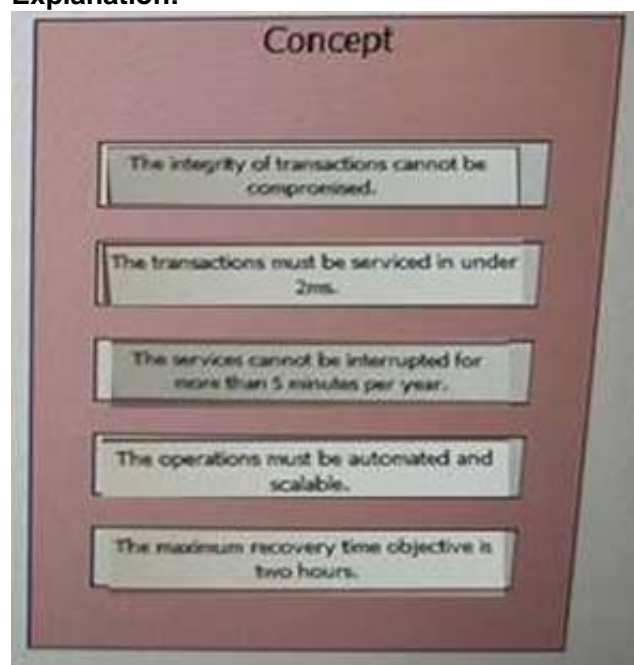 Explanation:
Concept
The integrity of transactions cannot be
compromised.
The transactions must be serviced in under
2ms.
The services cannot be interrupted for
more than 5 minutes per year.
The operations must be automated and
scalable.
The maximum recovery time objective is
two hours.